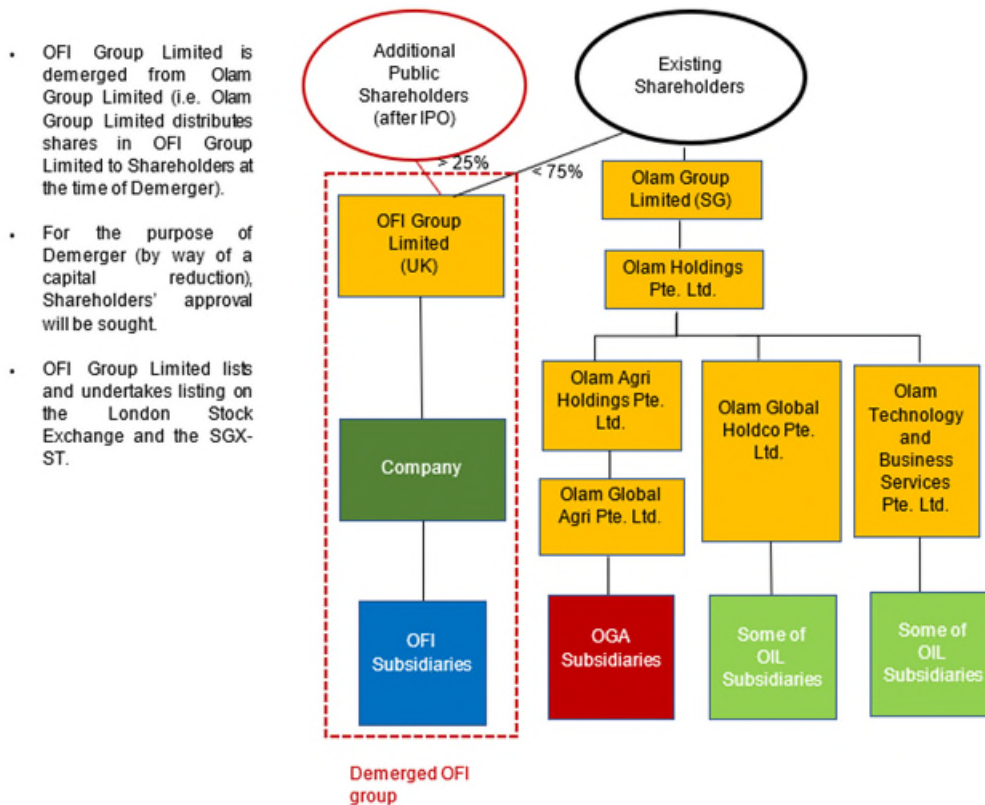 • OFI Group Limited is
demerged from Olam
Group Limited (i.e. Olam
Group Limited distributes
shares in OFI Group
Limited to Shareholders at
the time of Demerger).
• For the purpose of
Demerger (by way of a
capital reduction),
Shareholders' approval
will be sought.
• OFI Group Limited lists
and undertakes listing on
the London Stock
Exchange and the SGX-
ST.
Additional
Public
Shareholders
(after IPO)
Existing
Shareholders
> 25%
< 75%
OFI Group
Limited
(UK)
Olam Group
Limited (SG)
Olam Holdings
Pte. Ltd.
Company
Olam Agri
Holdings Pte.
Ltd.
Olam Global
Agri Pte. Ltd.
Olam Global
Holdco Pte.
Ltd.
Olam
Technology
and
Business
Services
Pte. Ltd.
OFI
Subsidiaries
OGA
Subsidiaries
Some of
OIL
Subsidiaries
Some of
OIL
Subsidiaries
Demerged OFI
group